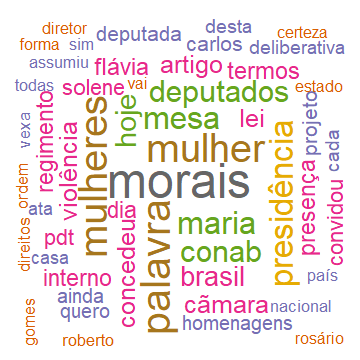 diretor
deputada
desta
certeza
forma
sim
carlos
deliberativa
assumiu
flávia
artigo
termos
todas
solene
vai
deputados
estado
vexa
regimento
violência
mulheres
hoje
mesa
lei
projeto
cada
mulher
presidência
presença
convidou
morais
ordem
direitos
ata
dia
concedeu
palavra
maria
pdt
conab
casa
interno
brasil
país
ainda
câmara
nacional
quero
homenagens
gomes
roberto
rosário